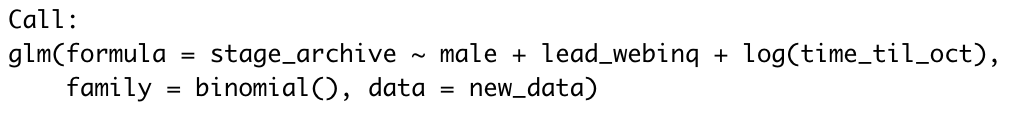 Call:
glm(formula = stage_archive ~ male + lead_webinq + log(time_til_oct),
    family = binomial(), data = new_data)